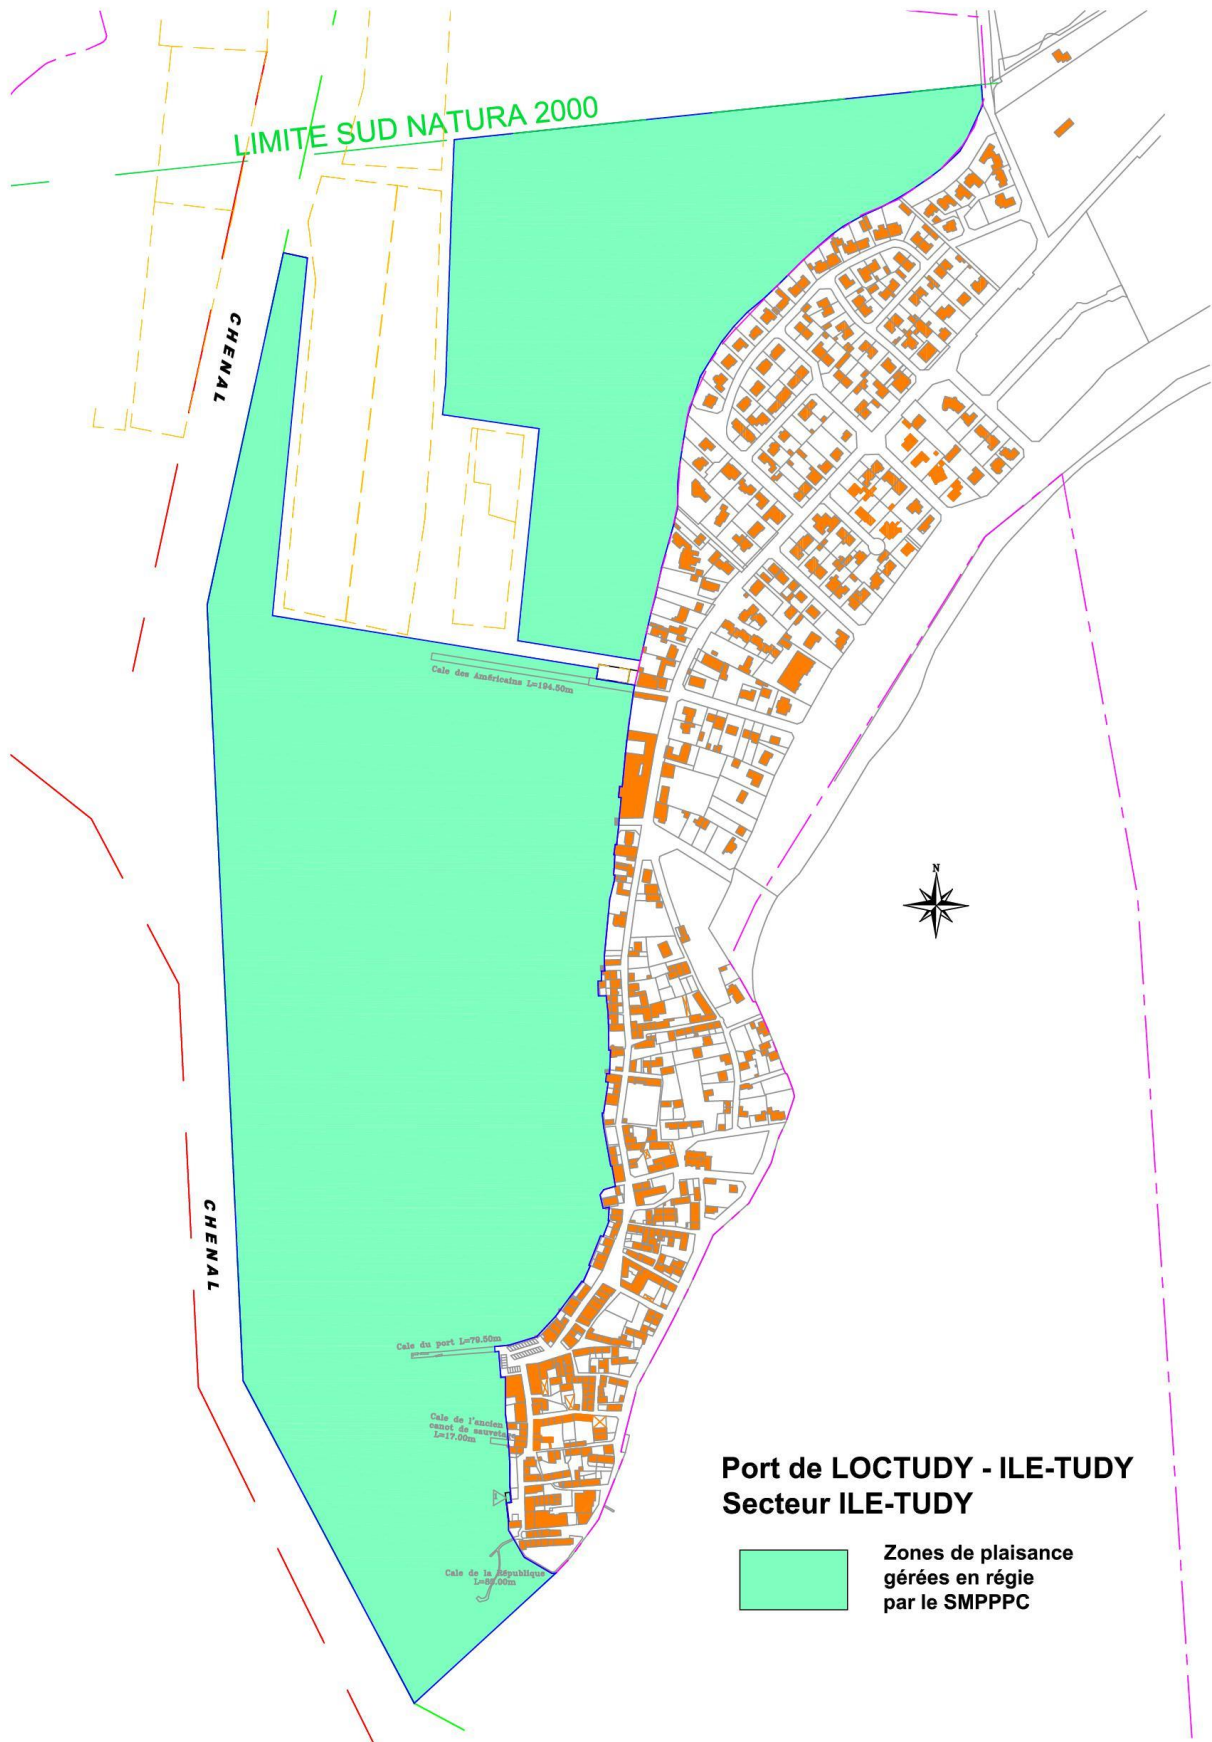 LIMITE SUD NATURA 2000
CHENAL
Cale des Américains L=194.50m
N
CHENAL
Cale du port L=79.50m
Cale de l'ancien
canot de sauvetage
L=17.00m
Port de LOCTUDY - ILE-TUDY
Secteur ILE-TUDY
Zones de plaisance
gérées en régie
par le SMPPPC
Cale de la République